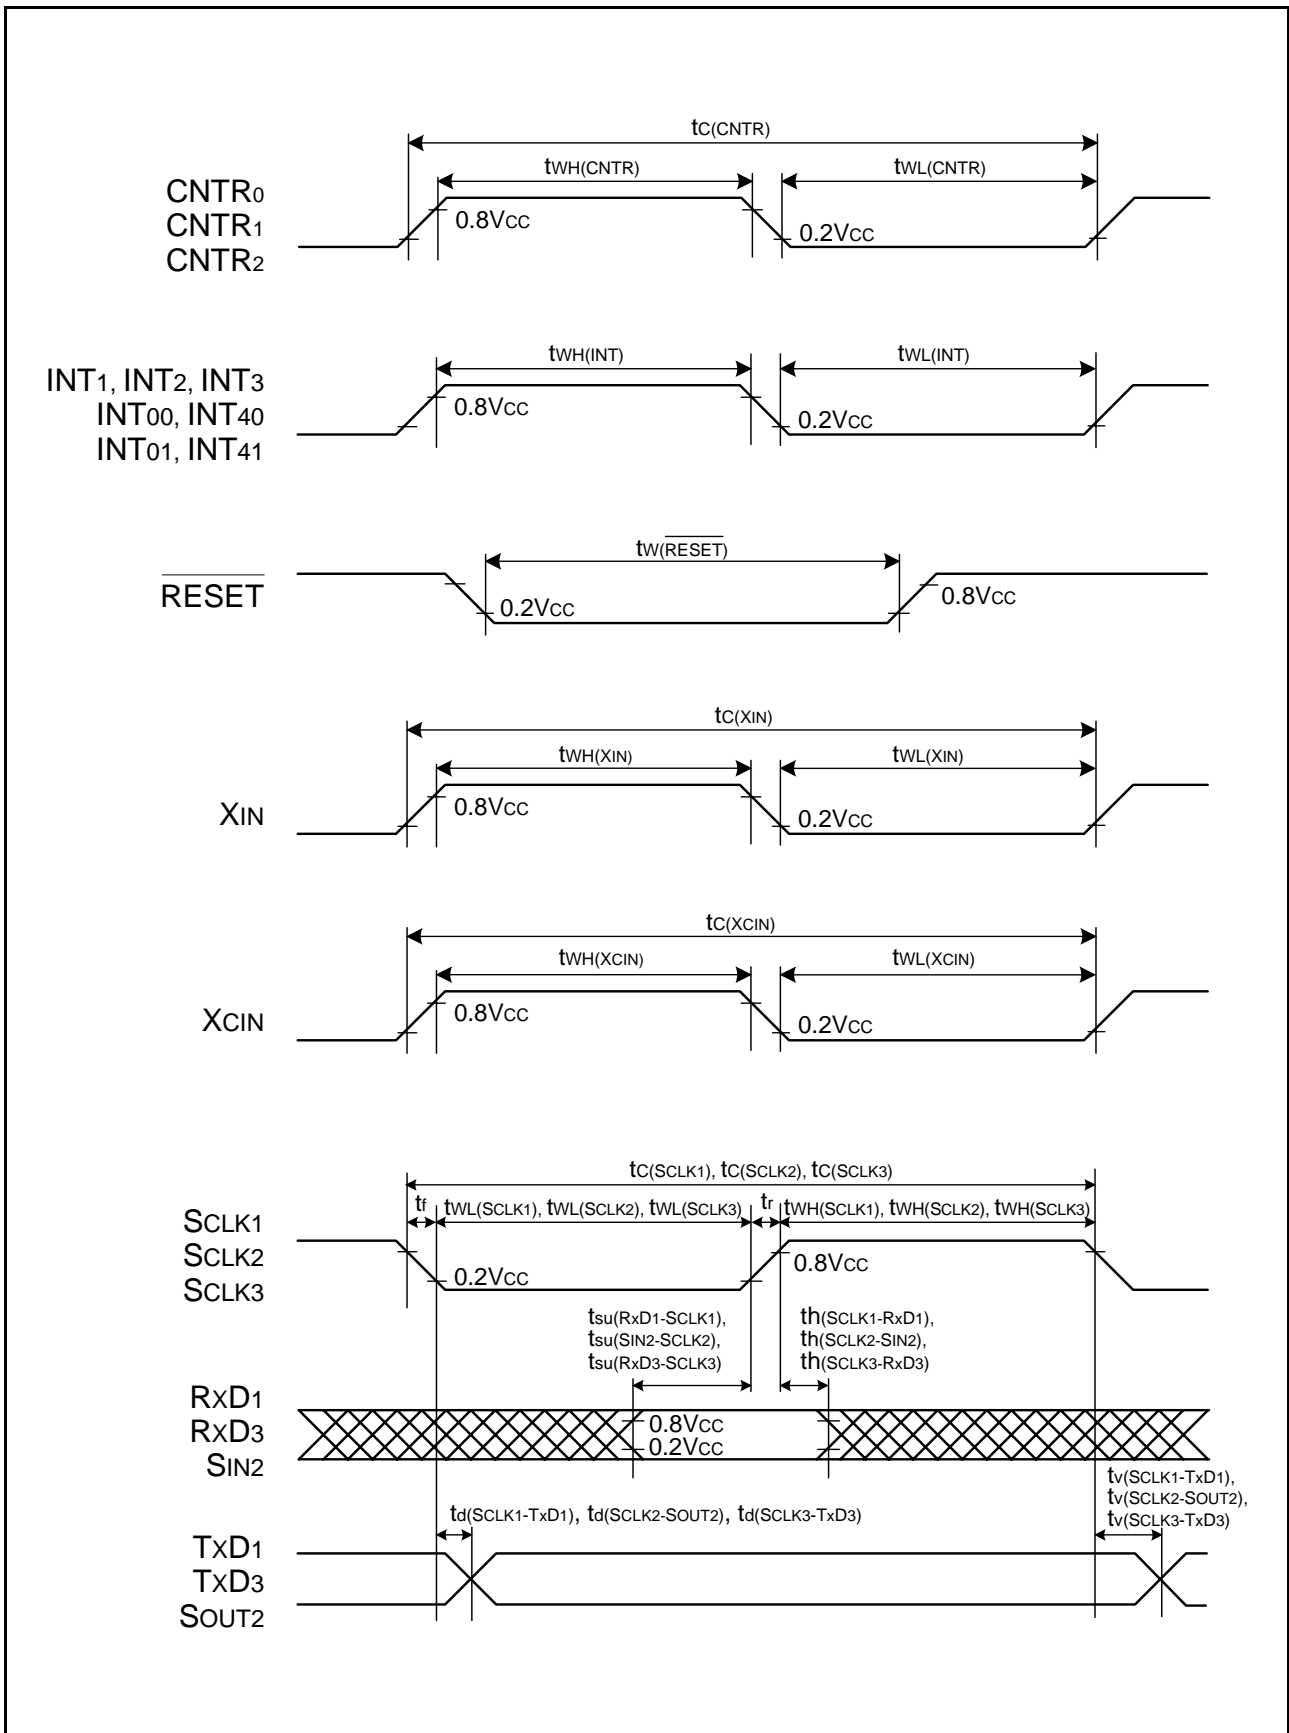 tC(CNTR)
tWH(CNTR)
tWL(CNTR)
CNTR0
CNTR1
CNTR2
0.8VCC
0.2VCC
tWH(INT)
tWL(INT)
INT1, INT2, INT3
INT00, INT40
INT01, INT41
0.8VCC
0.2VCC
tW(RESET)
RESET
0.2VCC
0.8VCC
tC(XIN)
tWH(XIN)
tWL(XIN)
XIN
0.8VCC
0.2VCC
tC(XCIN)
tWH(XCIN)
tWL(XCIN)
XCIN
0.8VCC
0.2VCC
tC(SCLK1), tC(SCLK2), tC(SCLK3)
tf
tWL(SCLK1), tWL(SCLK2), tWL(SCLK3)
tr
tWH(SCLK1), tWH(SCLK2), tWH(SCLK3)
SCLK1
SCLK2
SCLK3
0.2VCC
0.8VCC
tsu(RxD1-SCLK1),
tsu(SIN2-SCLK2),
tsu(RxD3-SCLK3)
th(SCLK1-RxD1),
th(SCLK2-SIN2),
th(SCLK3-RxD3)
RXD1
RXD3
SIN2
0.8VCC
0.2VCC
td(SCLK1-TxD1), td(SCLK2-SOUT2), td(SCLK3-TxD3)
tv(SCLK1-TxD1),
tv(SCLK2-SOUT2),
tv(SCLK3-TxD3)
TXD1
TXD3
SOUT2